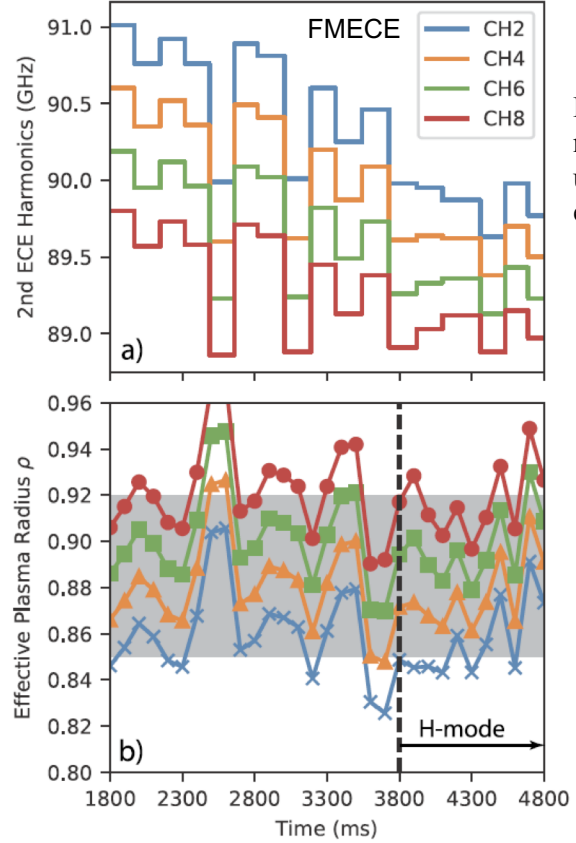 FMECE
CH2
CH4
CH6
CH8
2nd ECE Harmonics (GHz)
91.0
90.5
90.0
89.5
89.0
a)
Effective Plasma Radius ρ
0.96
0.94
0.92
0.90
0.88
0.86
0.84
0.82
0.80
b)
H-mode
1800 2300 2800 3300 3800 4300 4800
Time (ms)